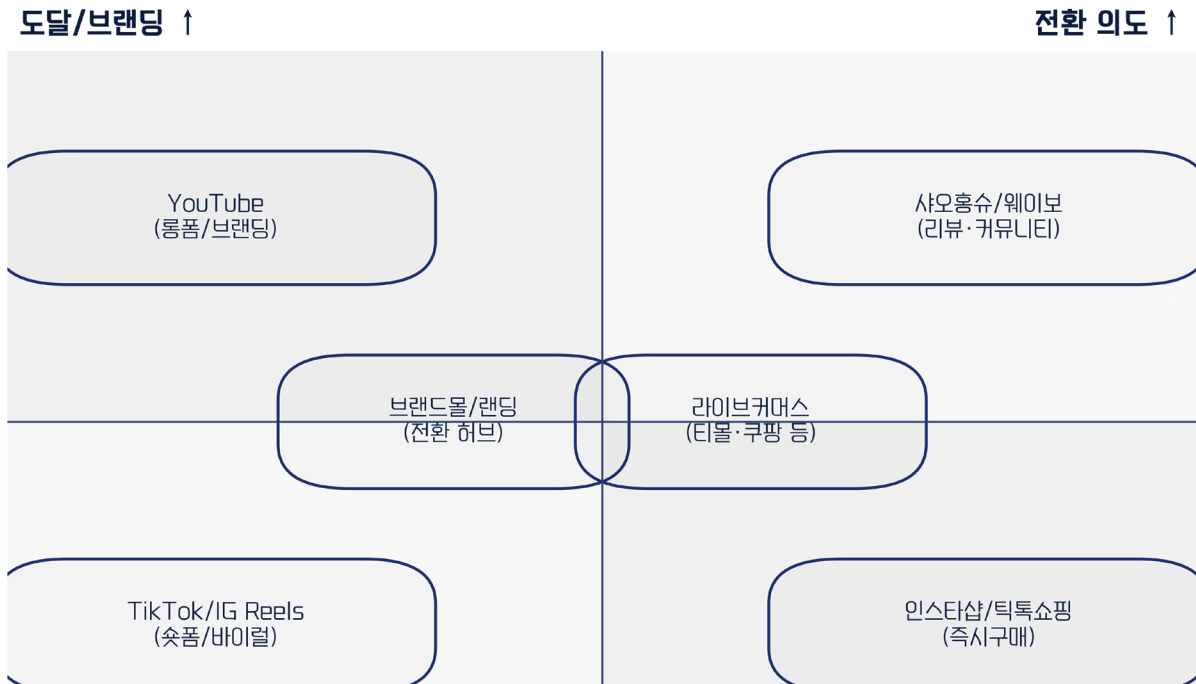 도달/브랜딩 ↑
전환 의도 ↑
YouTube
(롱폼/브랜딩)
샤오홍슈/웨이보
(리뷰·커뮤니티)
브랜드몰/랜딩
(전환 허브)
라이브커머스
(티몰·쿠팡 등)
TikTok/IG Reels
(숏폼/바이럴)
인스타샵/틱톡쇼핑
(즉시구매)